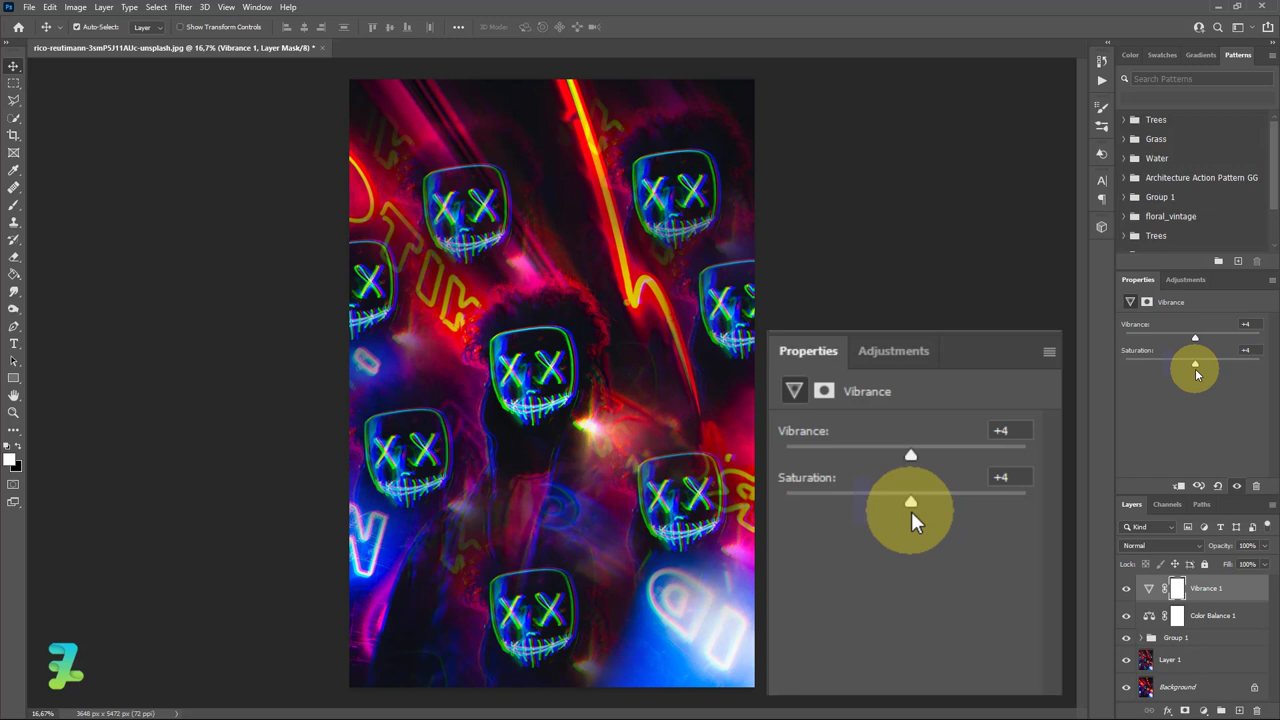 Ps File Edit Image Layer Type Select Filter 3D View Window Help
Auto-Select: Layer Show Transform Controls 3D Mode:
rico-reutimann-3smP5J11AUc-unsplash.jpg @ 16,7% (Vibrance 1, Layer Mask/8) *
Color Swatches Gradients Patterns
Search Patterns
Trees
Grass
Water
Architecture Action Pattern GG
Group 1
floral_vintage
Trees
Properties Adjustments
Vibrance
Vibrance: +4
Saturation: +4
Properties Adjustments
Vibrance
Vibrance: +4
Saturation: +4
Layers Channels Paths
Kind
Normal Opacity: 100%
Locks: Fill: 100%
Vibrance 1
Color Balance 1
Group 1
Layer 1
Background
16,67% 3648 px x 5472 px (72 ppi)